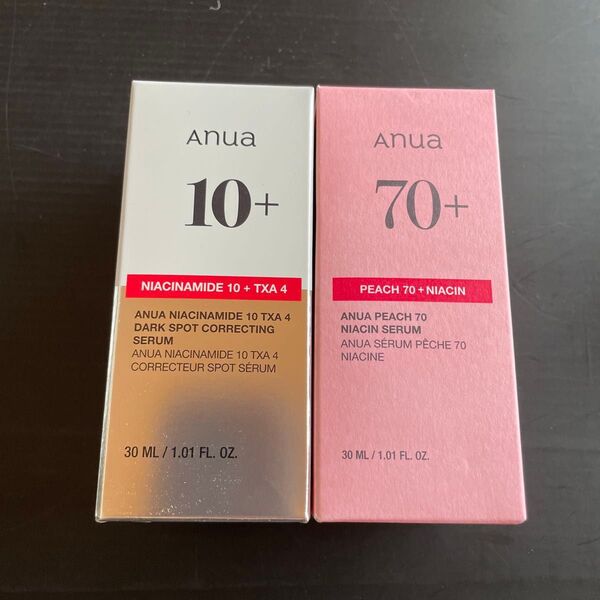 Anua
10+
NIACINAMIDE 10 + TXA 4
ANUA NIACINAMIDE 10 TXA 4
DARK SPOT CORRECTING
SERUM
ANUA NIACINAMIDE 10 TXA 4
CORRECTEUR SPOT SÉRUM
30 ML / 1.01 FL. OZ.
Anua
70+
PEACH 70 + NIACIN
ANUA PEACH 70
NIACIN SERUM
ANUA SÉRUM PÊCHE 70
NIACINE
30 ML / 1.01 FL. OZ.